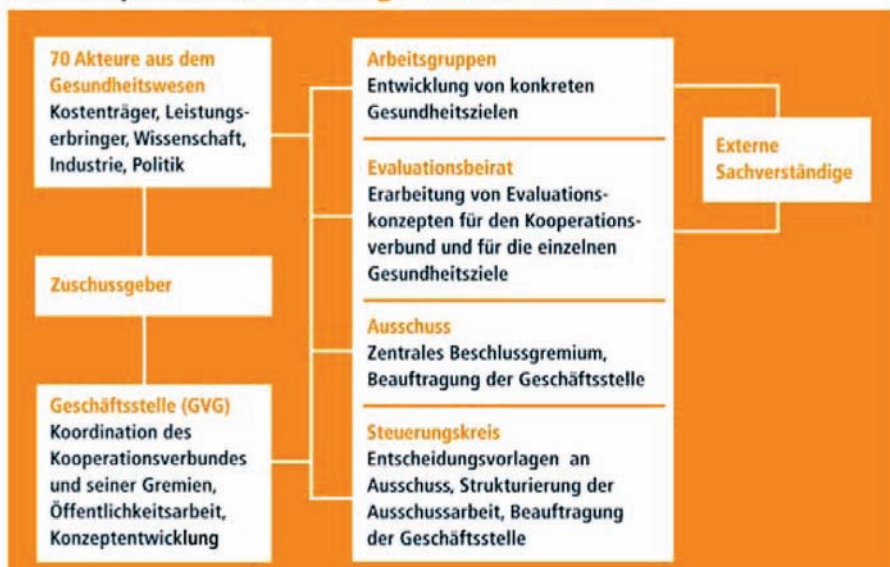 70 Akteure aus dem
Gesundheitswesen
Kostenträger, Leistungs-
erbringer, Wissenschaft,
Industrie, Politik
Zuschussgeber
Geschäftsstelle (GVG)
Koordination des
Kooperationsverbundes
und seiner Gremien,
Öffentlichkeitsarbeit,
Konzeptentwicklung
Arbeitsgruppen
Entwicklung von konkreten
Gesundheitszielen
Evaluationsbeirat
Erarbeitung von Evaluations-
konzepten für den Kooperations-
verbund und für die einzelnen
Gesundheitsziele
Ausschuss
Zentrales Beschlussgremium,
Beauftragung der Geschäftsstelle
Steuerungskreis
Entscheidungsvorlagen an
Ausschuss, Strukturierung der
Ausschussarbeit, Beauftragung
der Geschäftsstelle
Externe
Sachverständige